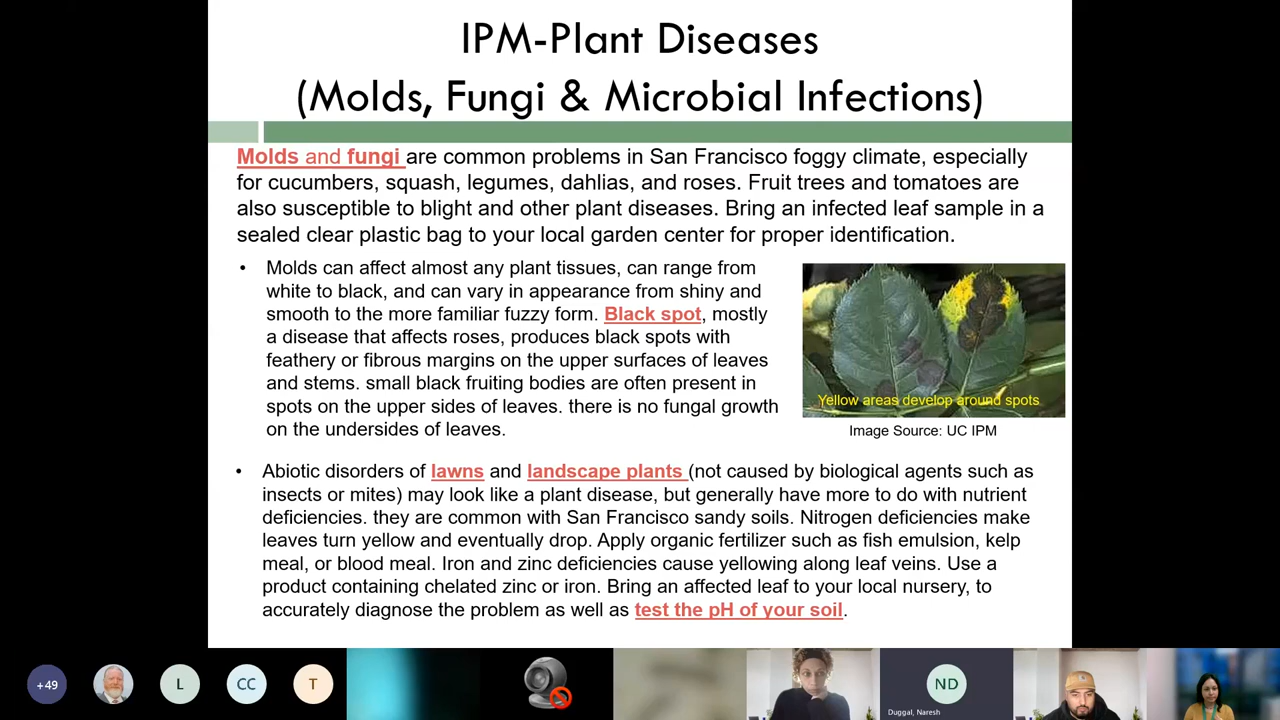 IPM-Plant Diseases
(Molds, Fungi & Microbial Infections)
Molds and fungi are common problems in San Francisco foggy climate, especially
for cucumbers, squash, legumes, dahlias, and roses. Fruit trees and tomatoes are
also susceptible to blight and other plant diseases. Bring an infected leaf sample in a
sealed clear plastic bag to your local garden center for proper identification.
• Molds can affect almost any plant tissues, can range from
white to black, and can vary in appearance from shiny and
smooth to the more familiar fuzzy form. Black spot, mostly
a disease that affects roses, produces black spots with
feathery or fibrous margins on the upper surfaces of leaves
and stems. small black fruiting bodies are often present in
spots on the upper sides of leaves. there is no fungal growth
on the undersides of leaves.
Yellow areas develop around spots
Image Source: UC IPM
• Abiotic disorders of lawns and landscape plants (not caused by biological agents such as
insects or mites) may look like a plant disease, but generally have more to do with nutrient
deficiencies. they are common with San Francisco sandy soils. Nitrogen deficiencies make
leaves turn yellow and eventually drop. Apply organic fertilizer such as fish emulsion, kelp
meal, or blood meal. Iron and zinc deficiencies cause yellowing along leaf veins. Use a
product containing chelated zinc or iron. Bring an affected leaf to your local nursery, to
accurately diagnose the problem as well as test the pH of your soil.
+49
L
CC
T
ND
Duggal, Naresh